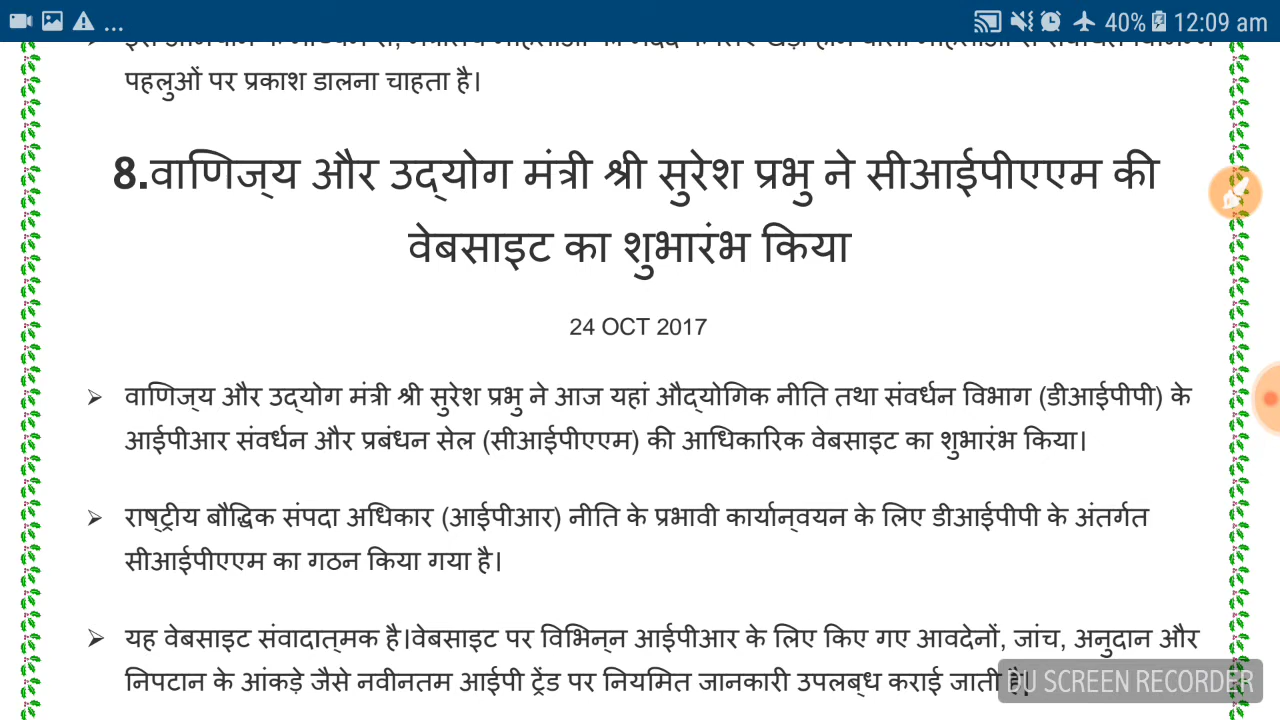 ... 40% 12:09 am
पहलुओं पर प्रकाश डालना चाहता है।
8.वाणिज्य और उद्योग मंत्री श्री सुरेश प्रभु ने सीआईपीएएम की
वेबसाइट का शुभारंभ किया
24 OCT 2017
➢ वाणिज्य और उद्योग मंत्री श्री सुरेश प्रभु ने आज यहां औद्योगिक नीति तथा संवर्धन विभाग (डीआईपीपी) के
आईपीआर संवर्धन और प्रबंधन सेल (सीआईपीएएम) की आधिकारिक वेबसाइट का शुभारंभ किया।
➢ राष्ट्रीय बौद्धिक संपदा अधिकार (आईपीआर) नीति के प्रभावी कार्यान्वयन के लिए डीआईपीपी के अंतर्गत
सीआईपीएएम का गठन किया गया है।
➢ यह वेबसाइट संवादात्मक है।वेबसाइट पर विभिन्न आईपीआर के लिए किए गए आवदेनों, जांच, अनुदान और
निपटान के आंकड़े जैसे नवीनतम आईपी ट्रेंड पर नियमित जानकारी उपलब्ध कराई जाती है।
DU SCREEN RECORDER